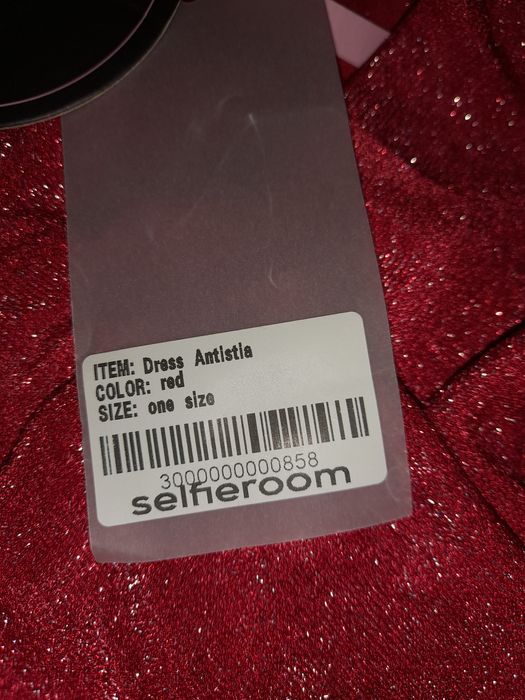 ITEM: Dress Antistia
COLOR: red
SIZE: one size
3000000000858
selfieroom